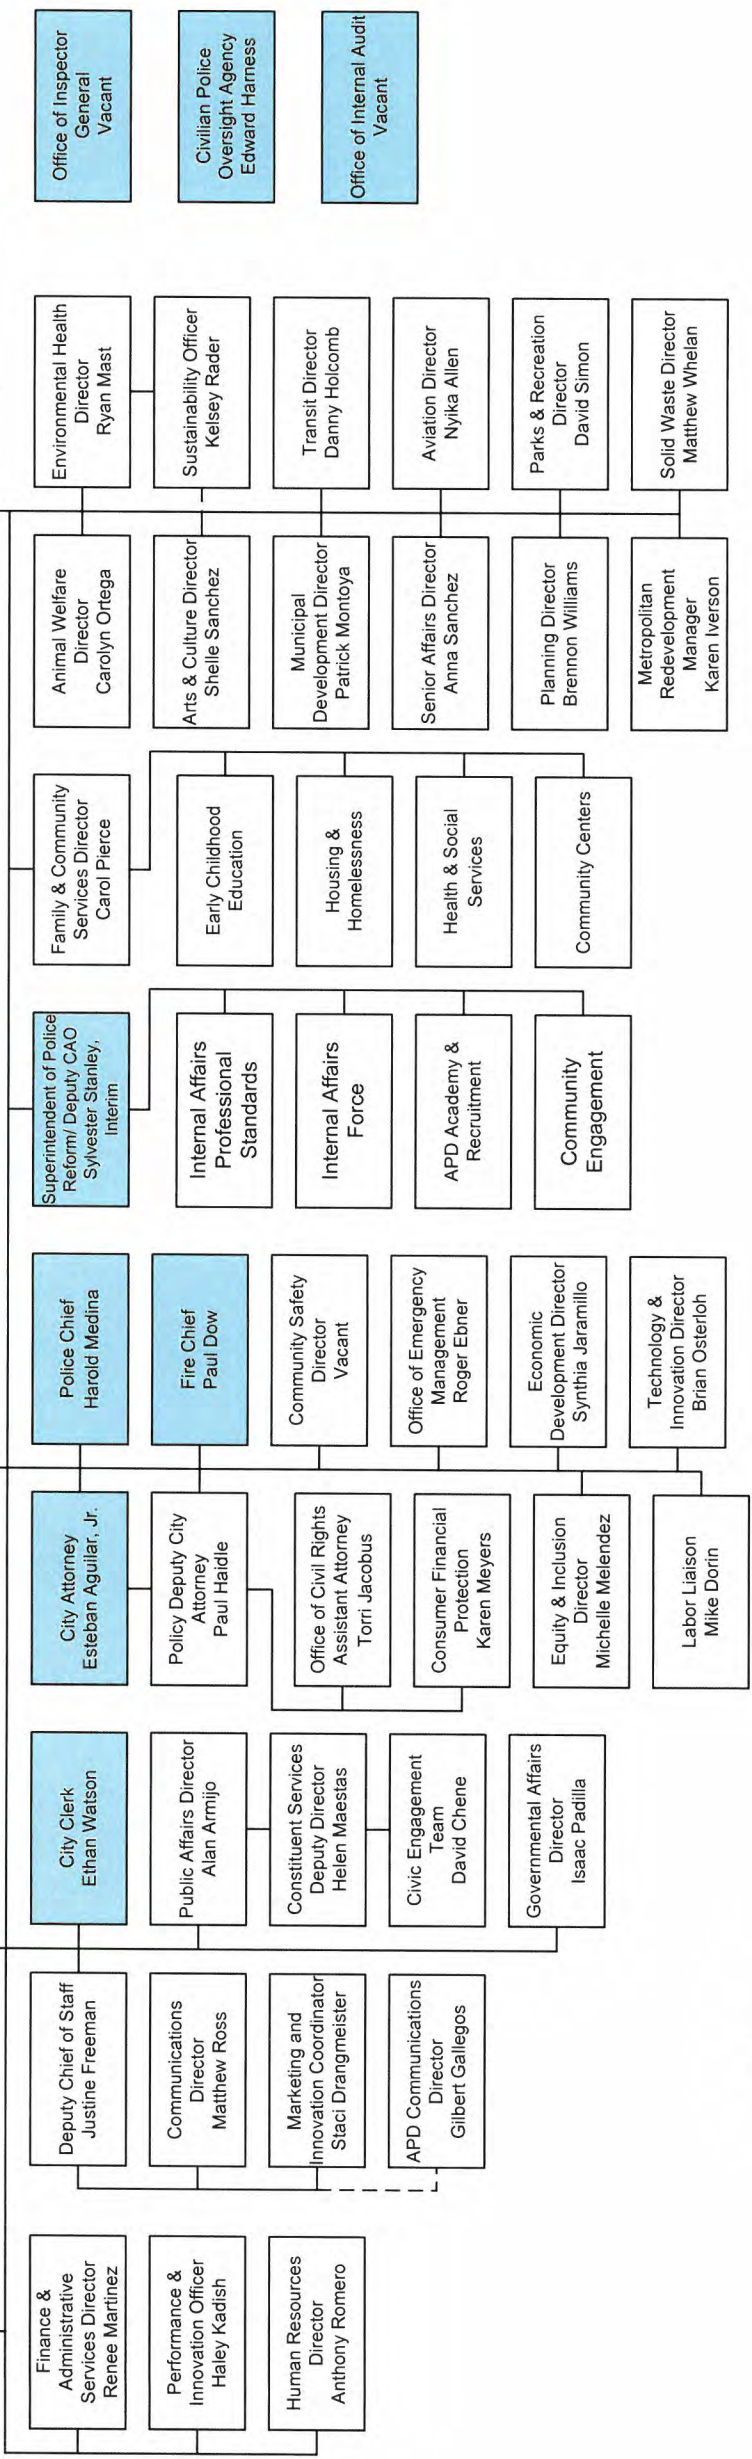 Finance &
Administrative
Services Director
Renee Martinez
Performance &
Innovation Officer
Haley Kadish
Human Resources
Director
Anthony Romero
Deputy Chief of Staff
Justine Freeman
Communications
Director
Matthew Ross
Marketing and
Innovation Coordinator
Staci Drangmeister
APD Communications
Director
Gilbert Gallegos
City Clerk
Ethan Watson
Public Affairs Director
Alan Armijo
Constituent Services
Deputy Director
Helen Maestas
Civic Engagement
Team
David Chene
Governmental Affairs
Director
Isaac Padilla
City Attorney
Esteban Aguilar, Jr.
Policy Deputy City
Attorney
Paul Haidle
Office of Civil Rights
Assistant Attorney
Torri Jacobus
Consumer Financial
Protection
Karen Meyers
Equity & Inclusion
Director
Michelle Melendez
Labor Liaison
Mike Dorin
Police Chief
Harold Medina
Fire Chief
Paul Dow
Community Safety
Director
Vacant
Office of Emergency
Management
Roger Ebner
Economic
Development Director
Synthia Jaramillo
Technology &
Innovation Director
Brian Osterloh
Superintendent of Police
Reform/ Deputy CAO
Sylvester Stanley,
Interim
Internal Affairs
Professional
Standards
Internal Affairs
Force
APD Academy &
Recruitment
Community
Engagement
Family & Community
Services Director
Carol Pierce
Early Childhood
Education
Housing &
Homelessness
Health & Social
Services
Community Centers
Animal Welfare
Director
Carolyn Ortega
Arts & Culture Director
Shelle Sanchez
Municipal
Development Director
Patrick Montoya
Senior Affairs Director
Anna Sanchez
Planning Director
Brennon Williams
Metropolitan
Redevelopment
Manager
Karen Iverson
Environmental Health
Director
Ryan Mast
Sustainability Officer
Kelsey Rader
Transit Director
Danny Holcomb
Aviation Director
Nyika Allen
Parks & Recreation
Director
David Simon
Solid Waste Director
Matthew Whelan
Office of Inspector
General
Vacant
Civilian Police
Oversight Agency
Edward Harness
Office of Internal Audit
Vacant